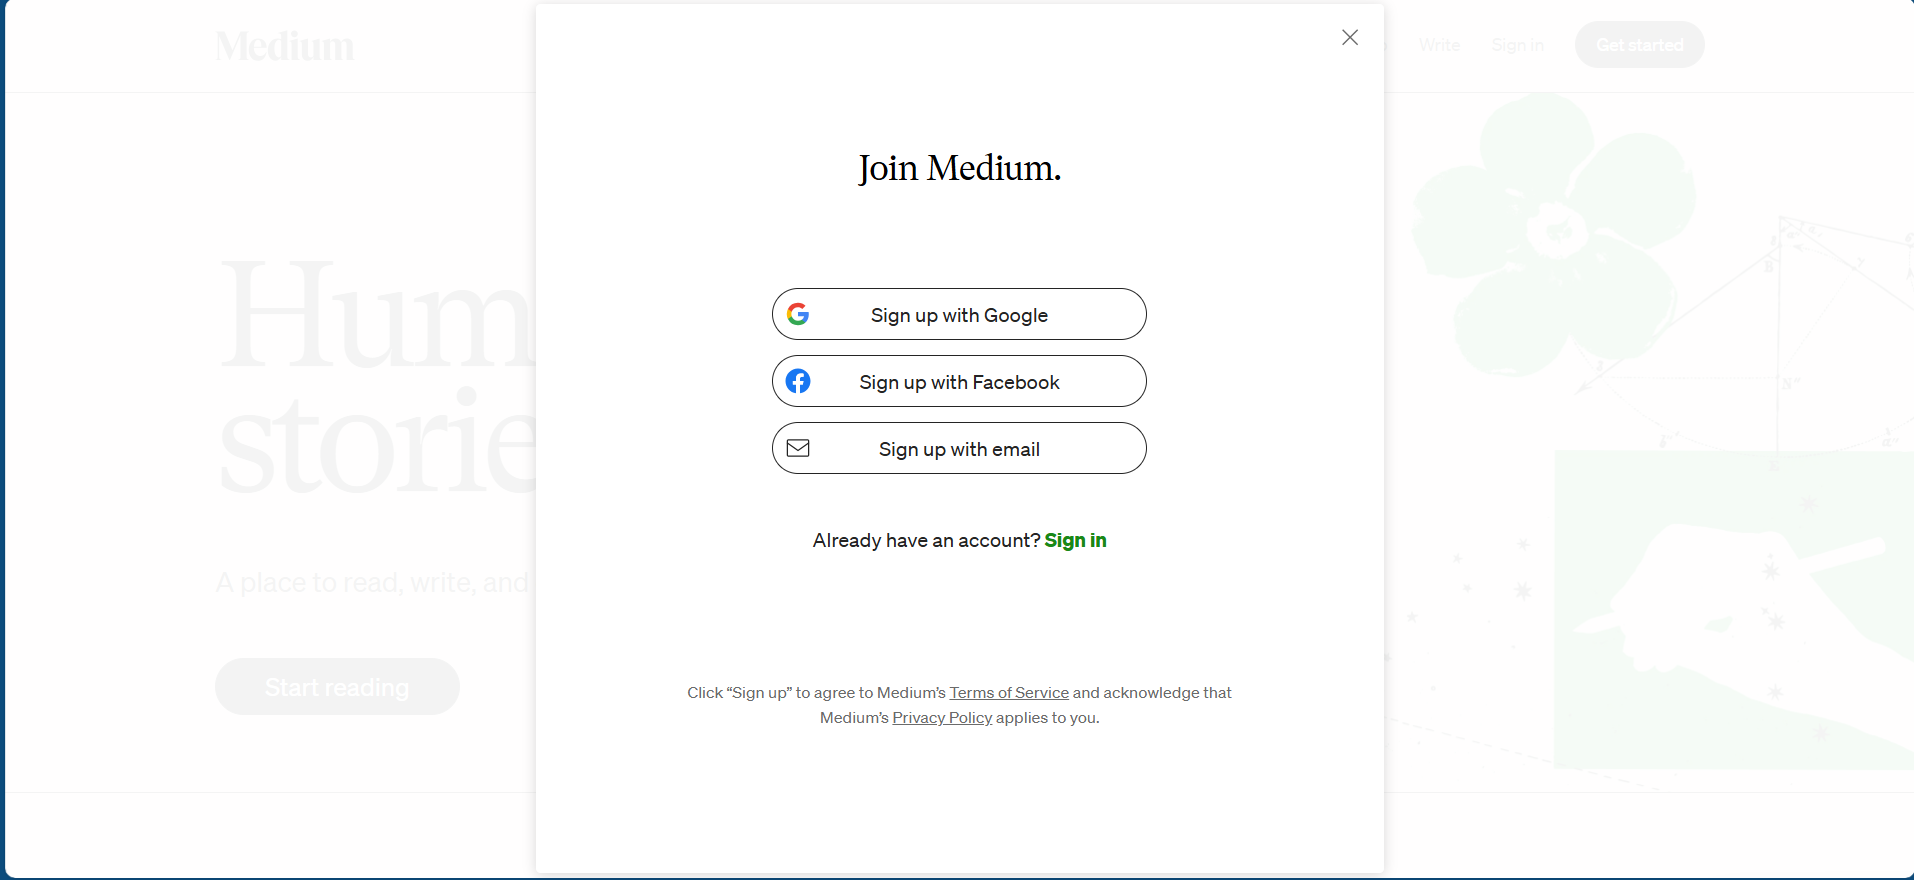 Medium
Write
Sign in
Get started
Hum
storie
A place to read, write, and
Start reading
Join Medium.
Sign up with Google
Sign up with Facebook
Sign up with email
Already have an account? Sign in
Click “Sign up” to agree to Medium’s Terms of Service and acknowledge that
Medium’s Privacy Policy applies to you.